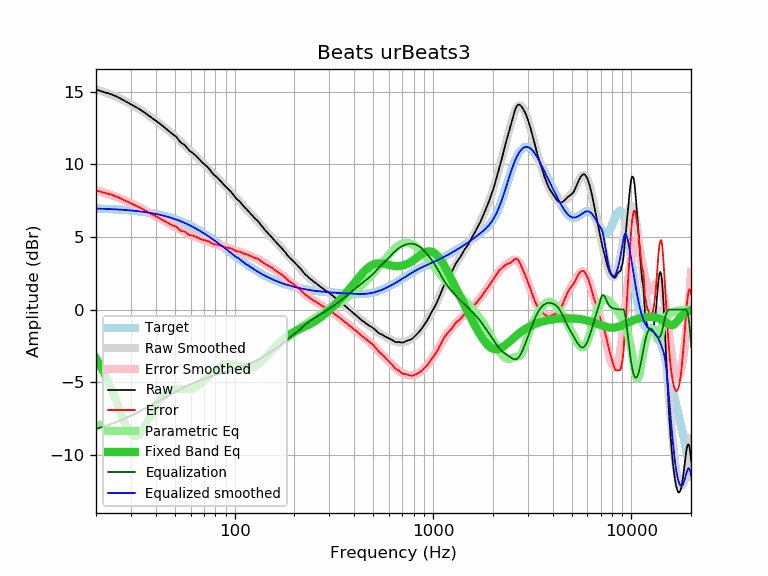 Beats urBeats3
Amplitude (dBr)
15
10
5
0
−5
−10
Target
Raw Smoothed
Error Smoothed
Raw
Error
Parametric Eq
Fixed Band Eq
Equalization
Equalized smoothed
100
1000
10000
Frequency (Hz)